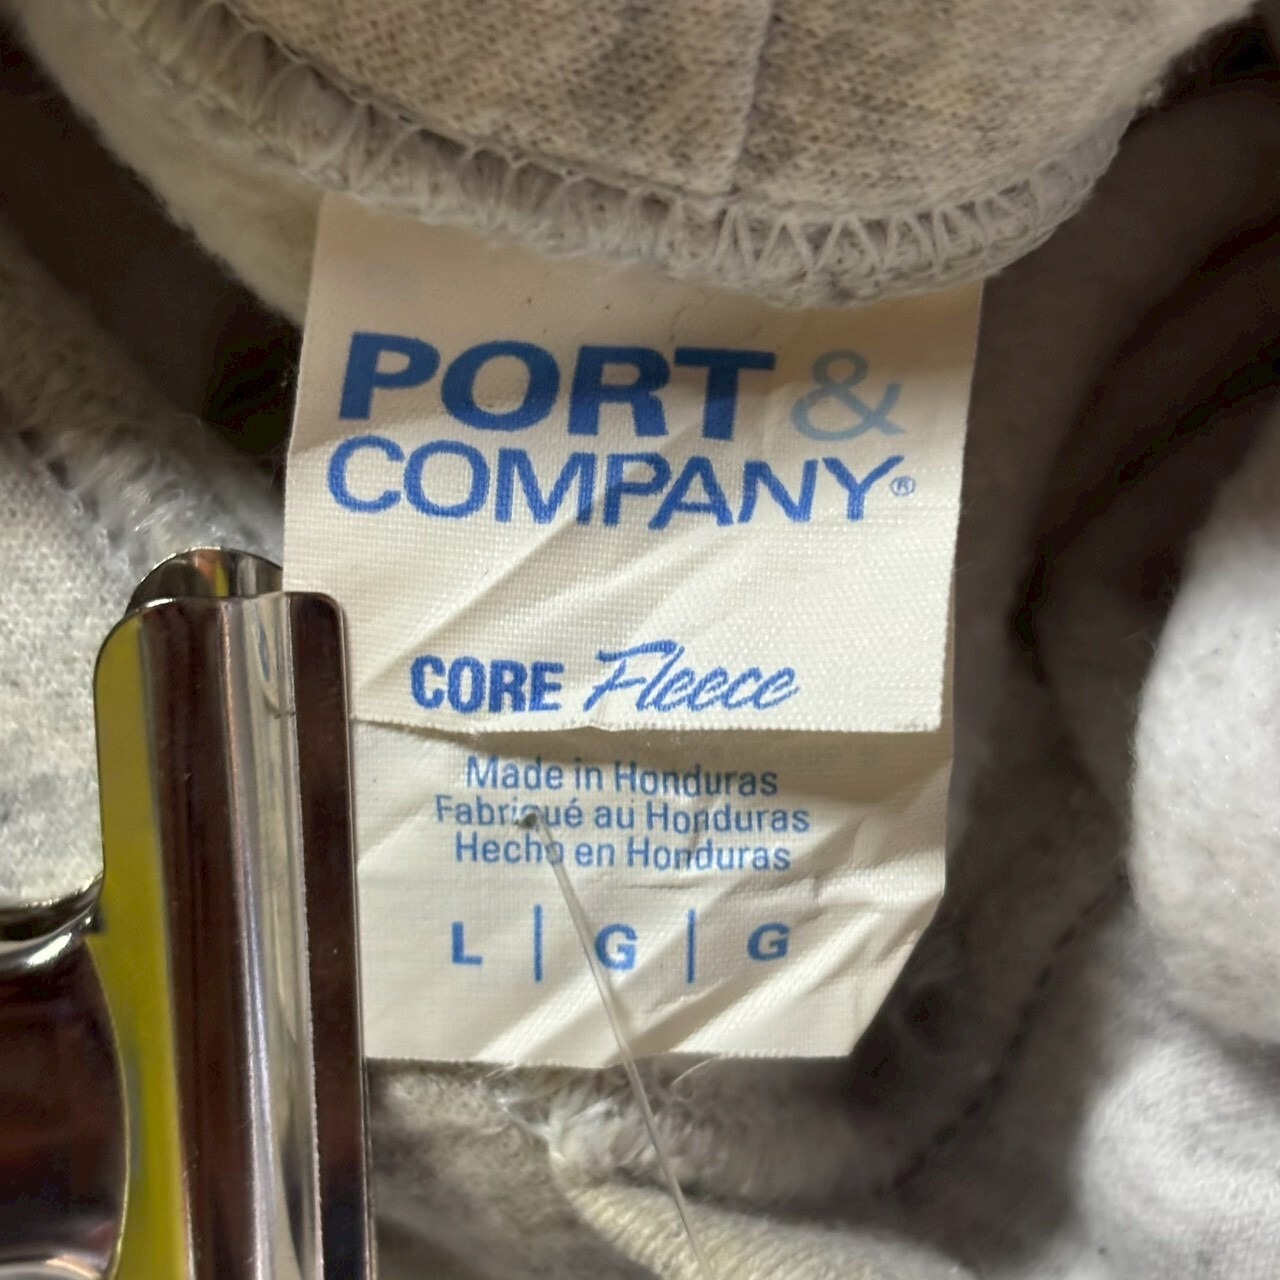 PORT &
COMPANY®
CORE Fleece
Made in Honduras
Fabriqué au Honduras
Hecho en Honduras
L | G | G